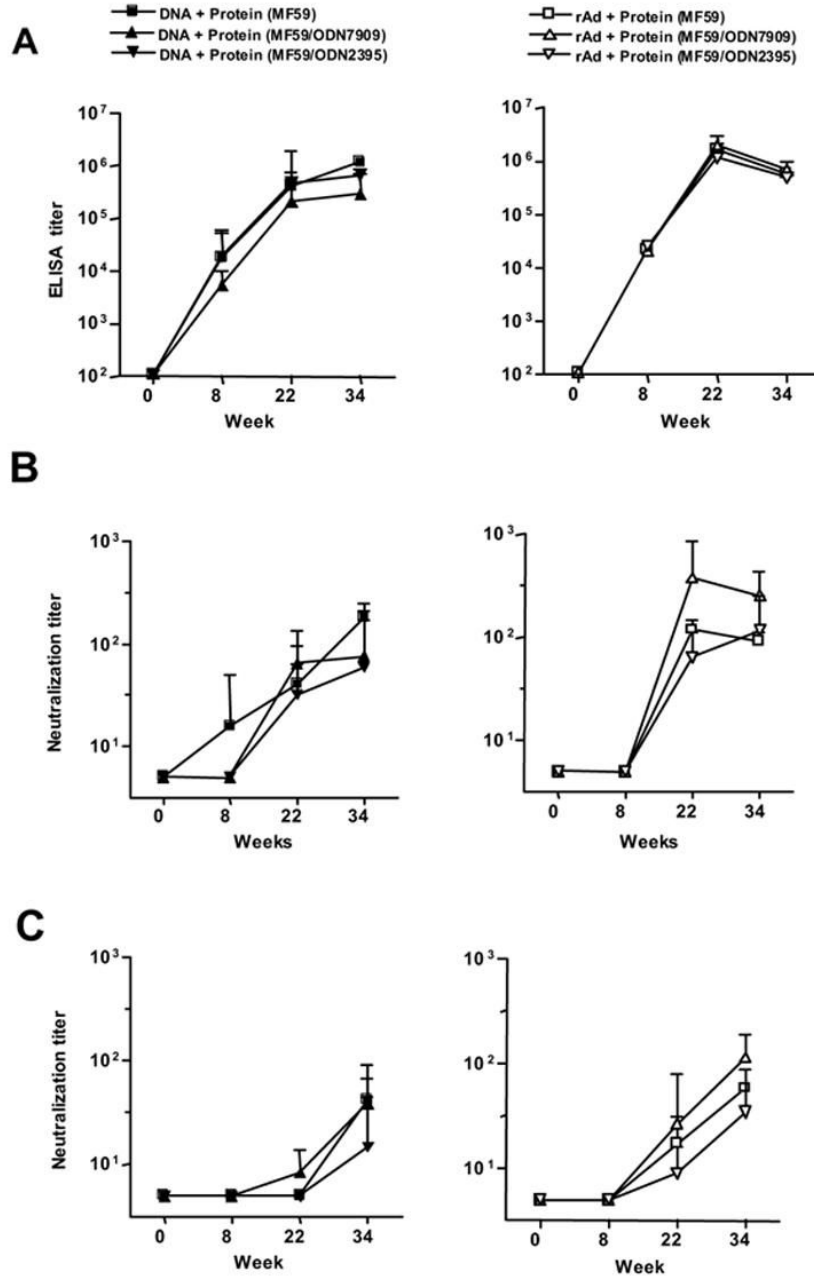 A
DNA + Protein (MF59)
DNA + Protein (MF59/ODN7909)
DNA + Protein (MF59/ODN2395)
rAd + Protein (MF59)
rAd + Protein (MF59/ODN7909)
rAd + Protein (MF59/ODN2395)
ELISA titer
10⁷
10⁶
10⁵
10⁴
10³
10²
0 8 22 34
Week
10⁷
10⁶
10⁵
10⁴
10³
10²
0 8 22 34
Week
B
Neutralization titer
10³
10²
10¹
0 8 22 34
Weeks
10³
10²
10¹
0 8 22 34
Weeks
C
Neutralization titer
10³
10²
10¹
0 8 22 34
Week
10³
10²
10¹
0 8 22 34
Week